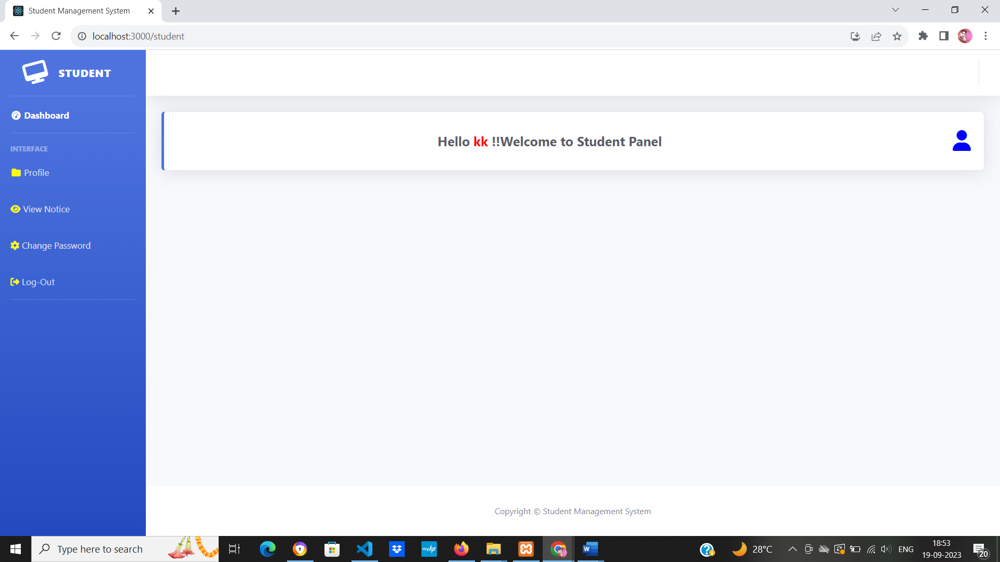 Student Management System
localhost:3000/student
STUDENT
Dashboard
INTERFACE
Profile
View Notice
Change Password
Log-Out
Hello kk !!Welcome to Student Panel
Copyright © Student Management System
Type here to search
myhp
W
28°C
ENG
18:53
19-09-2023
20